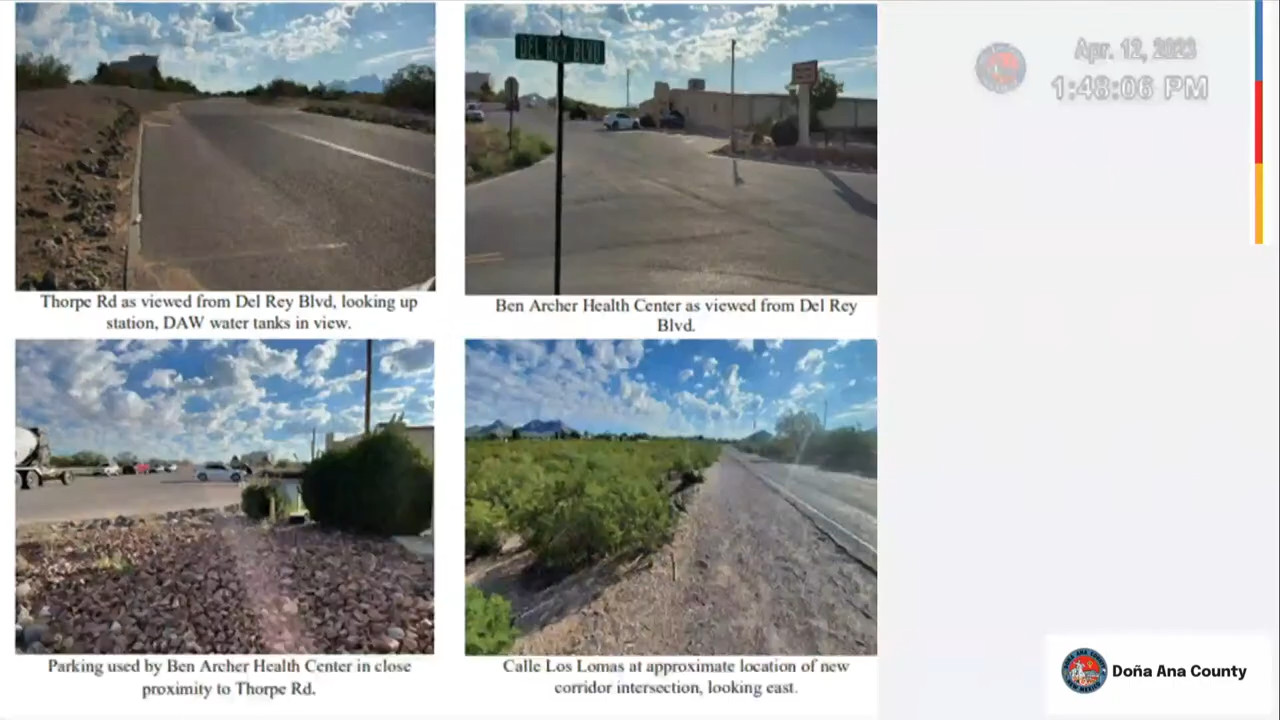 DEL REY BLVD
Apr. 12, 2023
1:48:06 PM
Thorpe Rd as viewed from Del Rey Blvd, looking up
station, DAW water tanks in view.
Ben Archer Health Center as viewed from Del Rey
Blvd.
Parking used by Ben Archer Health Center in close
proximity to Thorpe Rd.
Calle Los Lomas at approximate location of new
corridor intersection, looking east.
Doña Ana County